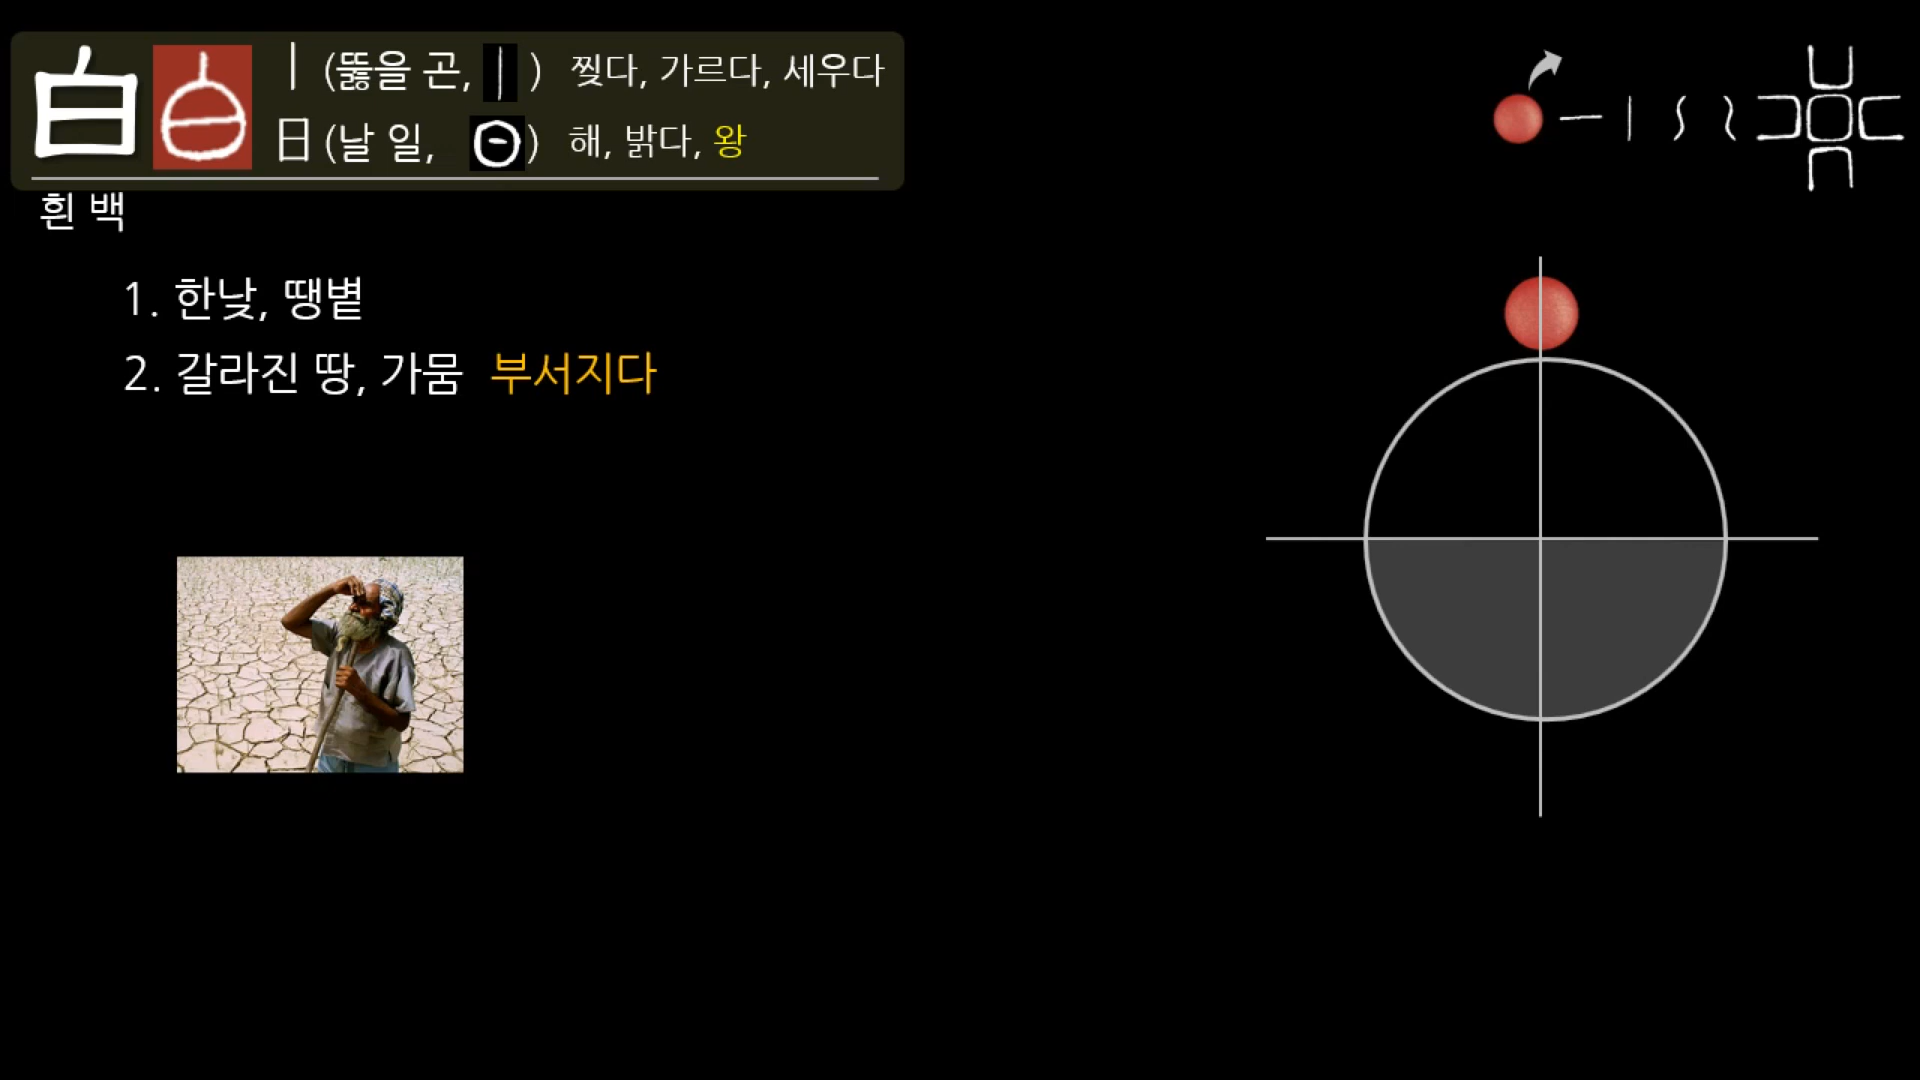 白 丨 (뚫을 곤, 丨) 찢다, 가르다, 세우다
日 (날 일, ) 해, 밝다, 왕
흰 백
1. 한낮, 땡볕
2. 갈라진 땅, 가뭄 부서지다